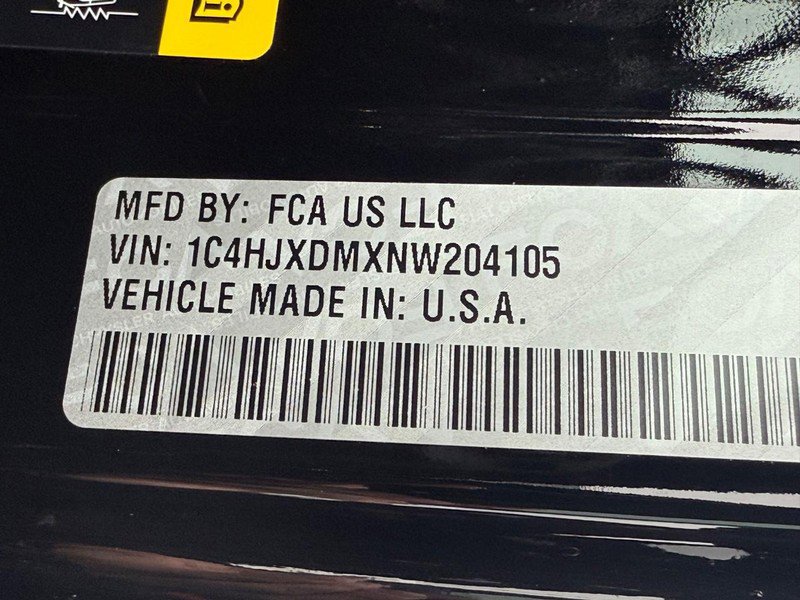 MFD BY: FCA US LLC
VIN: 1C4HJXDMXNW204105
VEHICLE MADE IN: U.S.A.